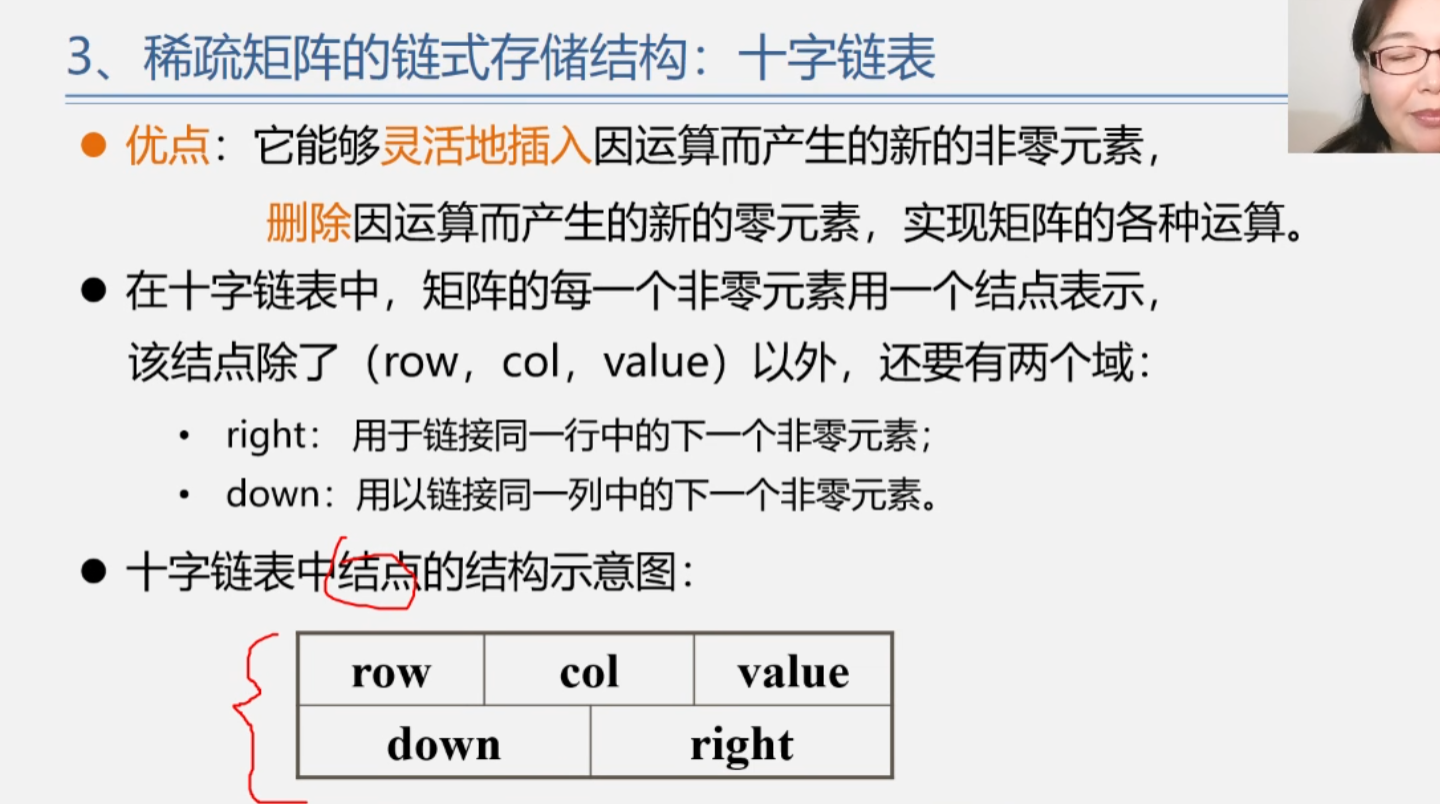 3、稀疏矩阵的链式存储结构：十字链表
● 优点：它能够灵活地插入因运算而产生的新的非零元素，
删除因运算而产生的新的零元素，实现矩阵的各种运算。
● 在十字链表中，矩阵的每一个非零元素用一个结点表示，
该结点除了（row，col，value）以外，还要有两个域：
• right： 用于链接同一行中的下一个非零元素；
• down：用以链接同一列中的下一个非零元素。
● 十字链表中结点的结构示意图：
row col value
down right